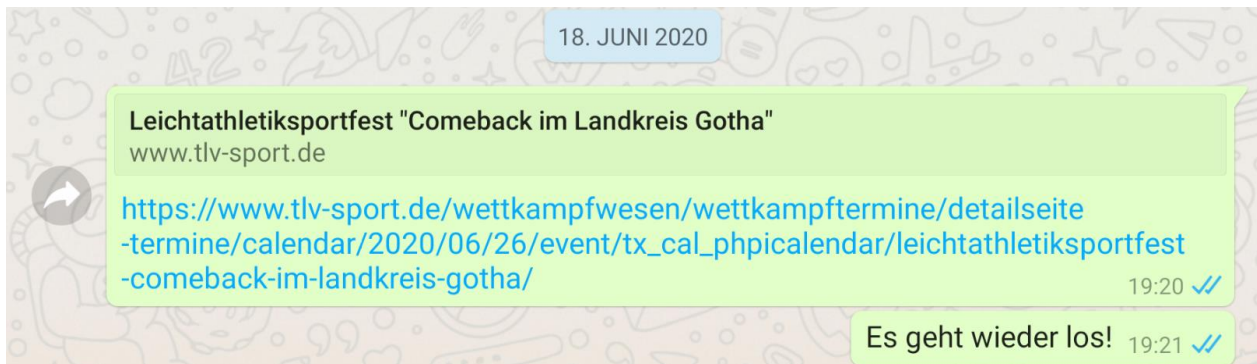 18. JUNI 2020
Leichtathletiksportfest "Comeback im Landkreis Gotha"
www.tlv-sport.de
https://www.tlv-sport.de/wettkampfwesen/wettkampftermine/detailseite
-termine/calendar/2020/06/26/event/tx_cal_phpicalendar/leichtathletiksportfest
-comeback-im-landkreis-gotha/
19:20
Es geht wieder los! 19:21